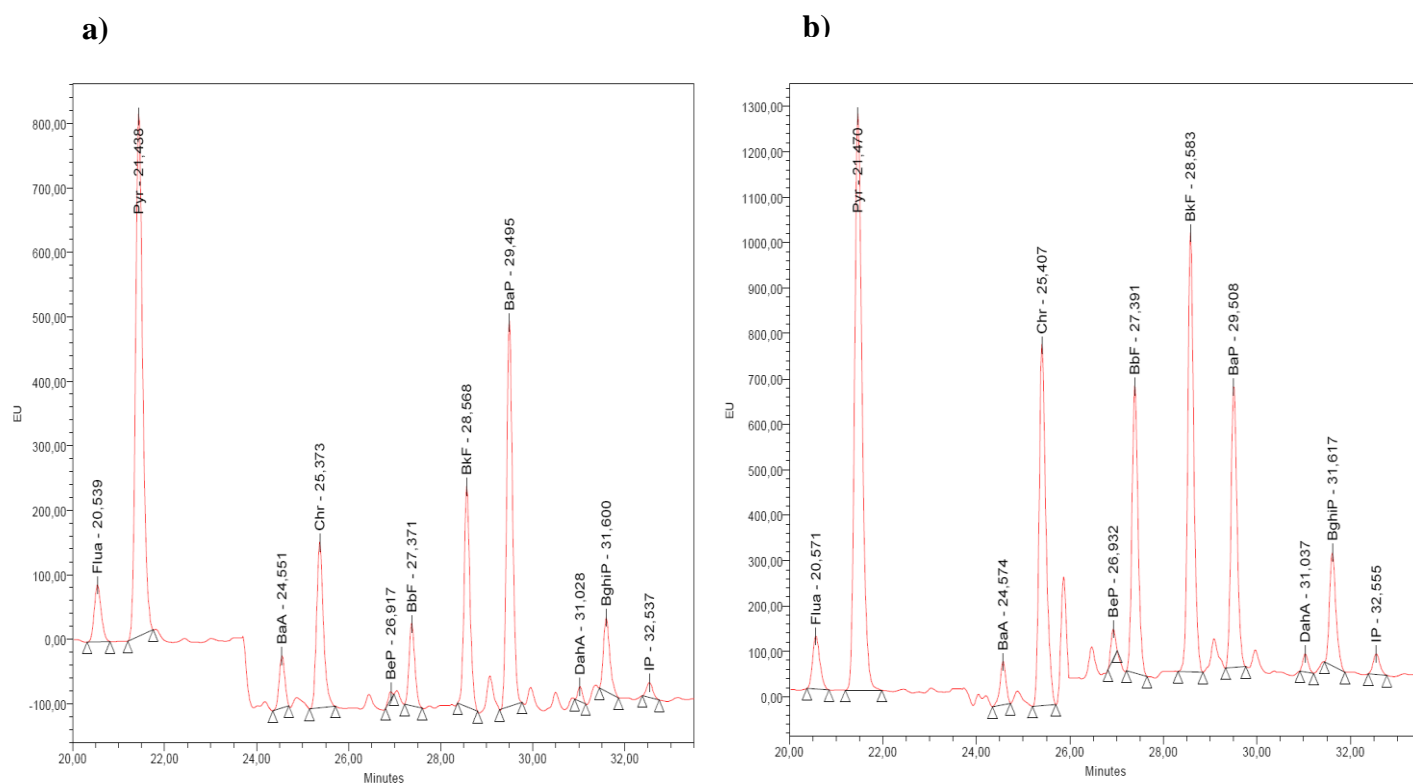 a)
800,00
700,00
600,00
500,00
400,00
300,00
200,00
100,00
0,00
-100,00
EU
Flua - 20,539
Pyr - 21,438
BaA - 24,551
Chr - 25,373
BeP - 26,917
BbF - 27,371
BkF - 28,568
BaP - 29,495
DahA - 31,028
BghiP - 31,600
IP - 32,537
20,00 22,00 24,00 26,00 28,00 30,00 32,00
Minutes
b)
1300,00
1200,00
1100,00
1000,00
900,00
800,00
700,00
600,00
500,00
400,00
300,00
200,00
100,00
0,00
EU
Flua - 20,571
Pyr - 21,470
BaA - 24,574
Chr - 25,407
BeP - 26,932
BbF - 27,391
BkF - 28,583
BaP - 29,508
DahA - 31,037
BghiP - 31,617
IP - 32,555
20,00 22,00 24,00 26,00 28,00 30,00 32,00
Minutes